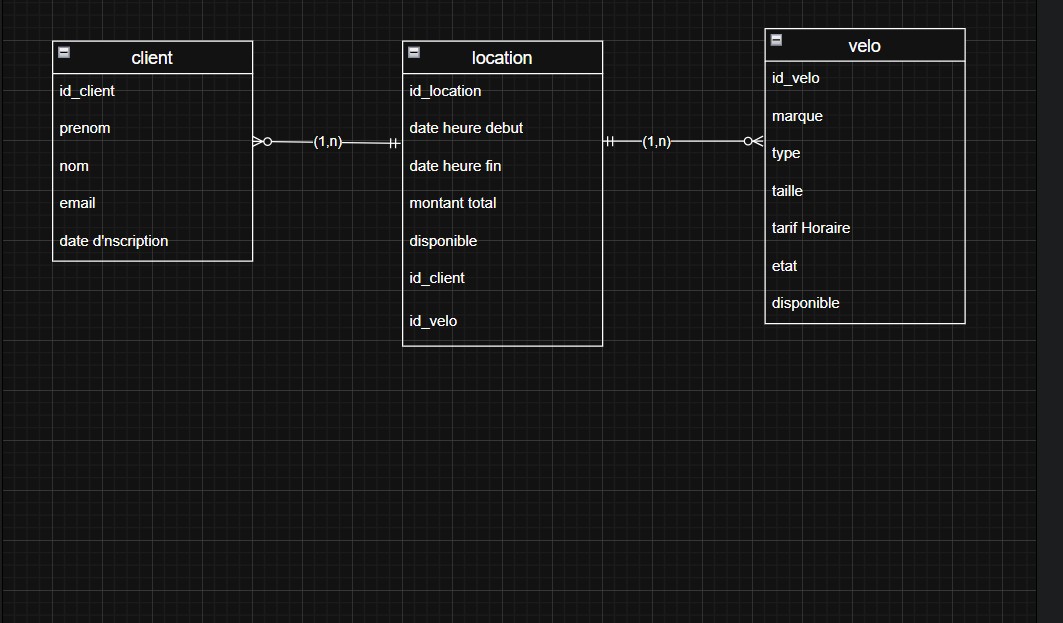 client
id_client
prenom
nom
email
date d'nscription
(1,n)
location
id_location
date heure debut
date heure fin
montant total
disponible
id_client
id_velo
(1,n)
velo
id_velo
marque
type
taille
tarif Horaire
etat
disponible